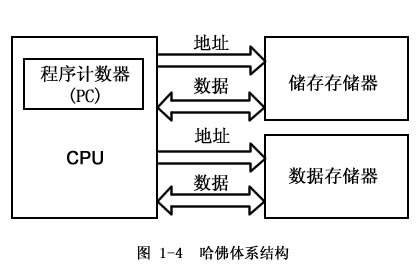 地址
程序计数器
(PC)
储存存储器
数据
地址
CPU
数据存储器
数据
图 1-4 哈佛体系结构